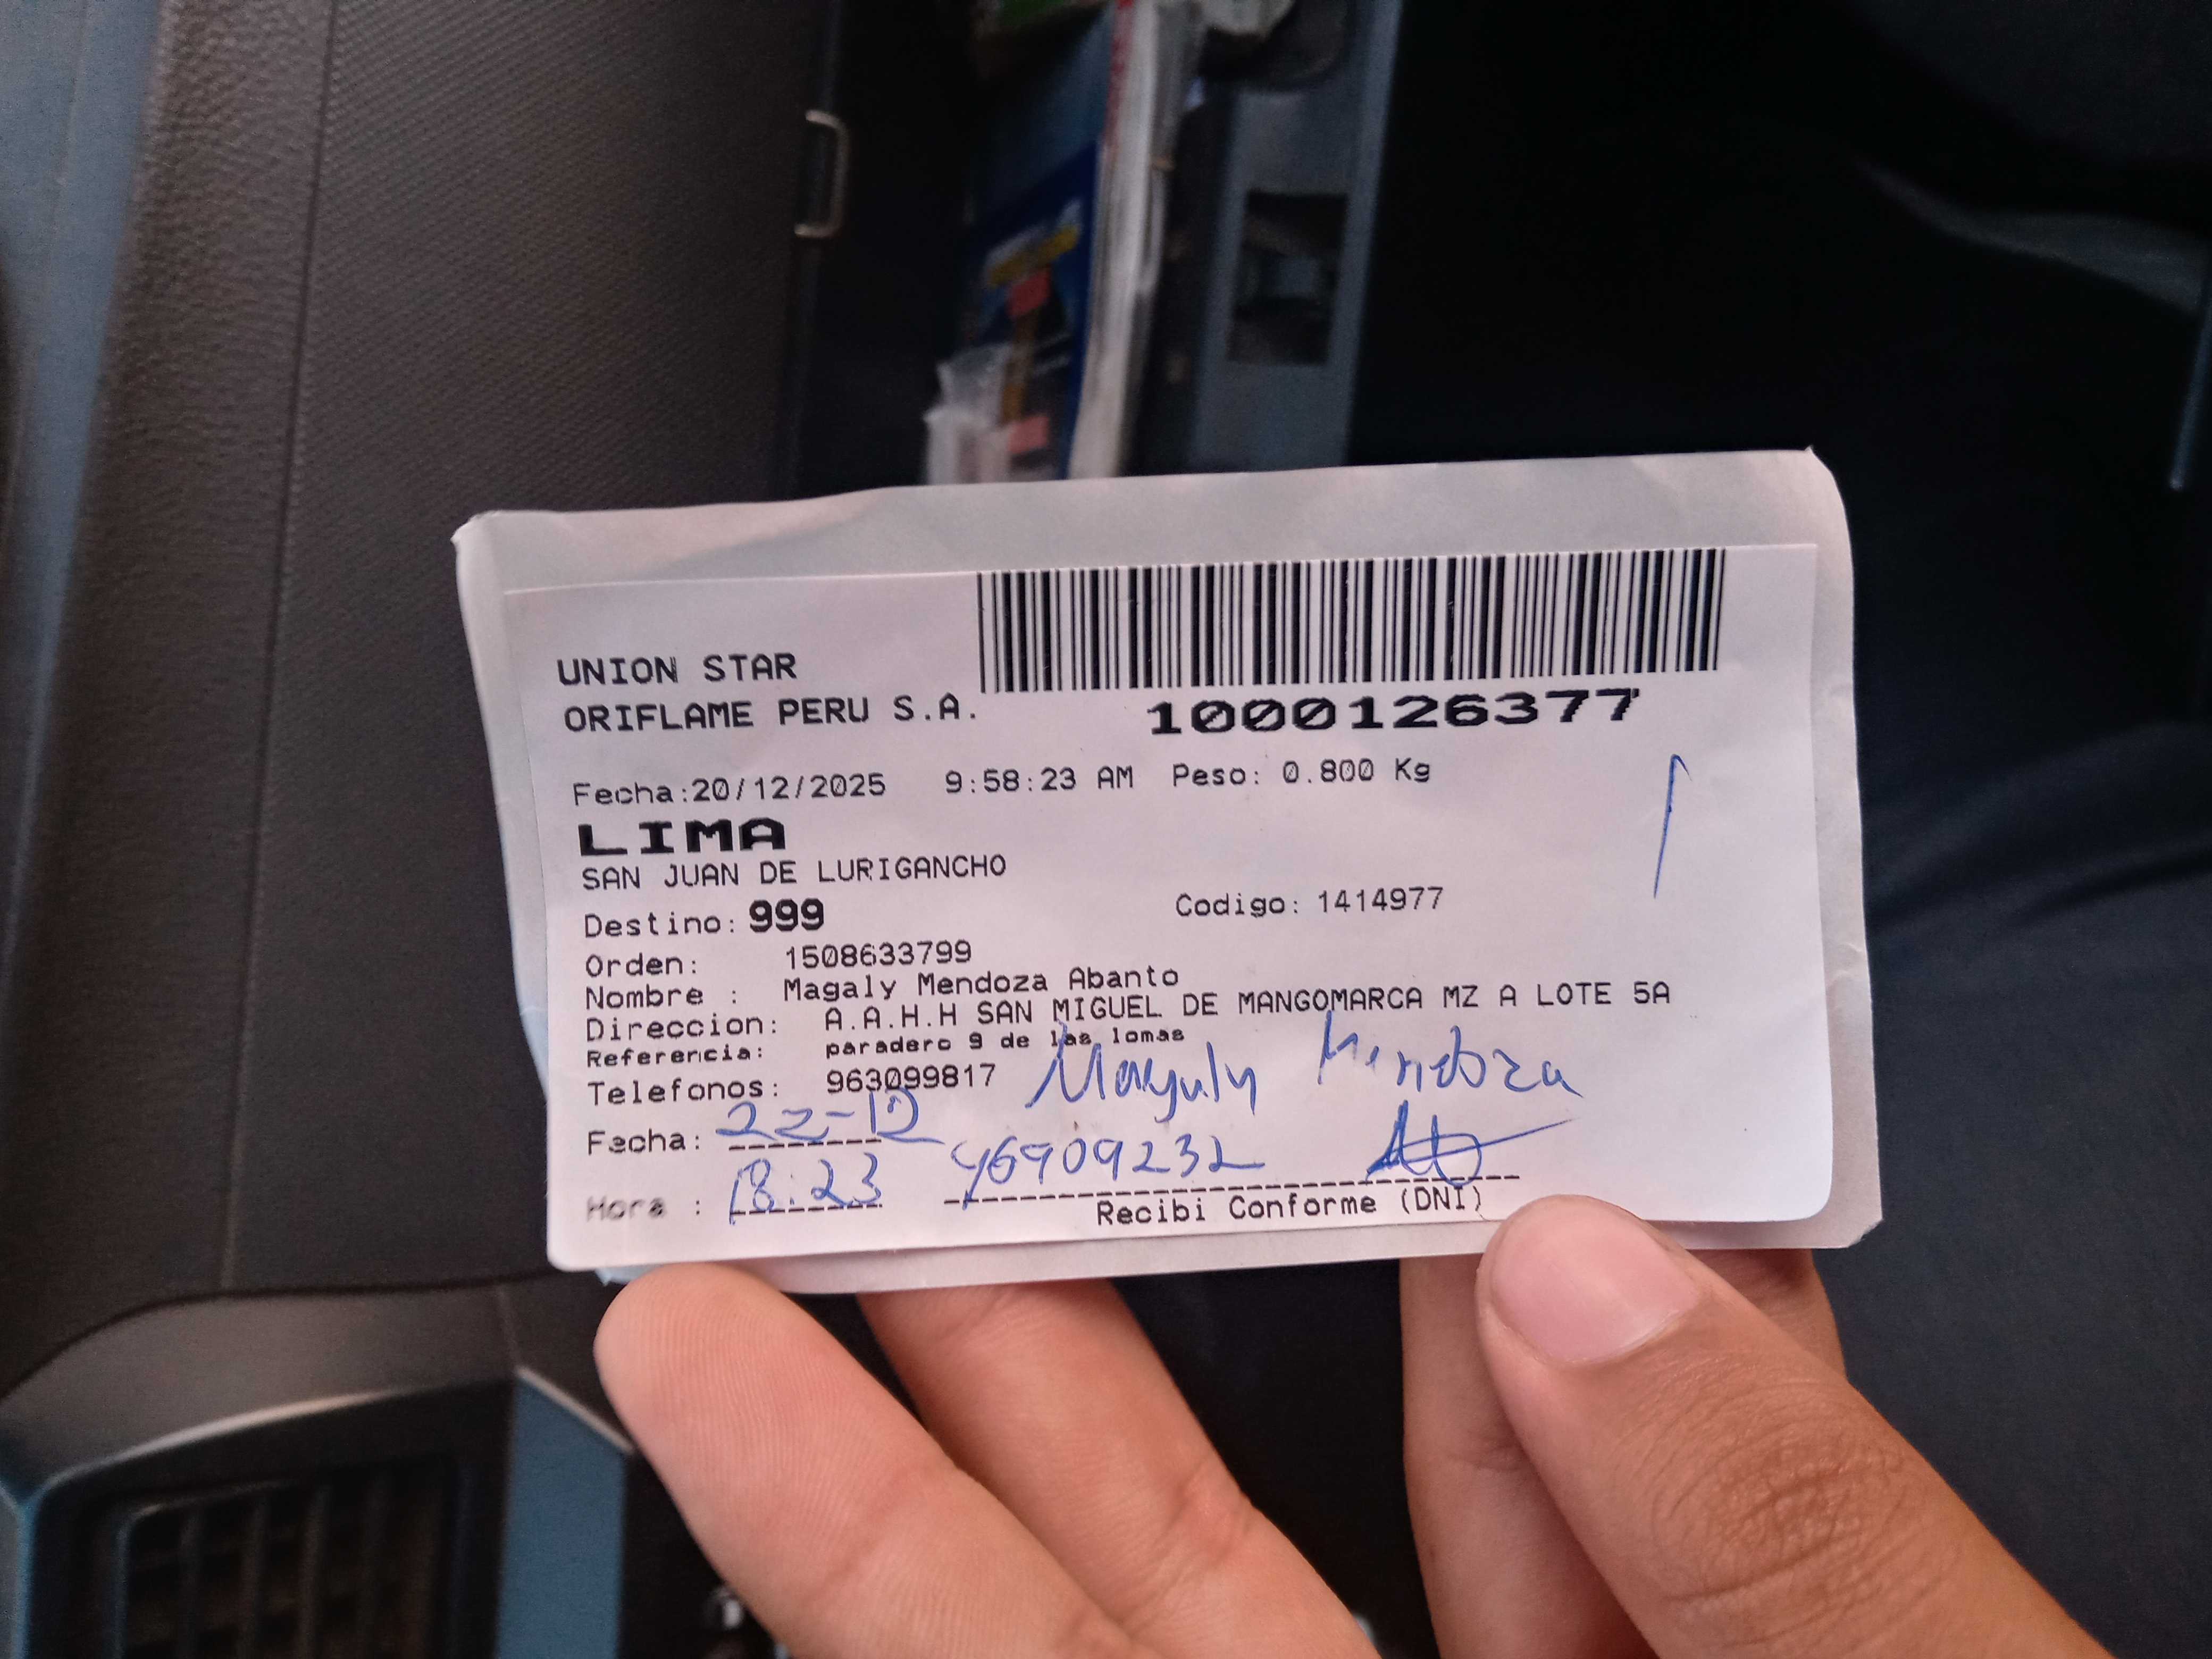 UNION STAR
ORIFLAME PERU S.A.
1000126377
Fecha:20/12/2025 9:58:23 AM Peso: 0.800 Kg
LIMA
SAN JUAN DE LURIGANCHO
Destino: 999 Codigo: 1414977
Orden: 1508633799
Nombre : Magaly Mendoza Abanto
Direccion: A.A.H.H SAN MIGUEL DE MANGOMARCA MZ A LOTE 5A
Referencia: paradero 9 de las lomas
Telefonos: 963099817 Magaly Mendoza
Fecha: 22-12
Hora : 18:23 46909232
Recibi Conforme (DNI)